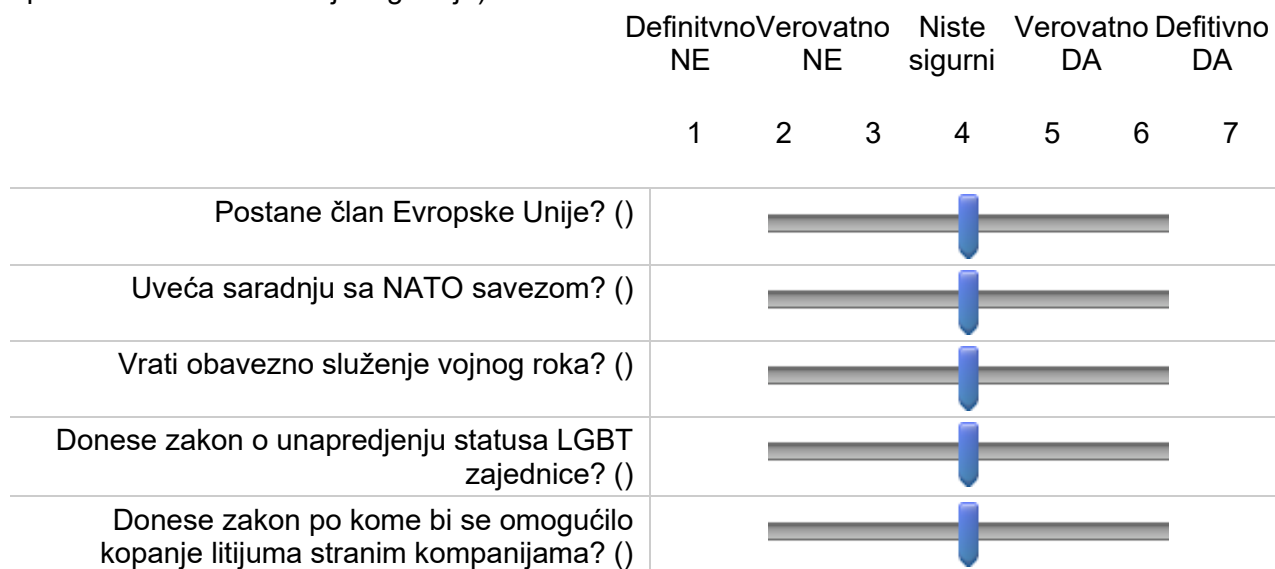 DefinitvnoVerovatno Niste Verovatno Defitivno
NE NE sigurni DA DA
1 2 3 4 5 6 7
Postane član Evropske Unije? ()
Uveća saradnju sa NATO savezom? ()
Vrati obavezno služenje vojnog roka? ()
Donese zakon o unapredjenju statusa LGBT
zajednice? ()
Donese zakon po kome bi se omogućilo
kopanje litijuma stranim kompanijama? ()